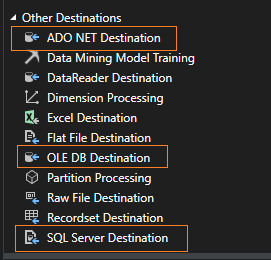 Other Destinations
ADO NET Destination
Data Mining Model Training
DataReader Destination
Dimension Processing
Excel Destination
Flat File Destination
OLE DB Destination
Partition Processing
Raw File Destination
Recordset Destination
SQL Server Destination